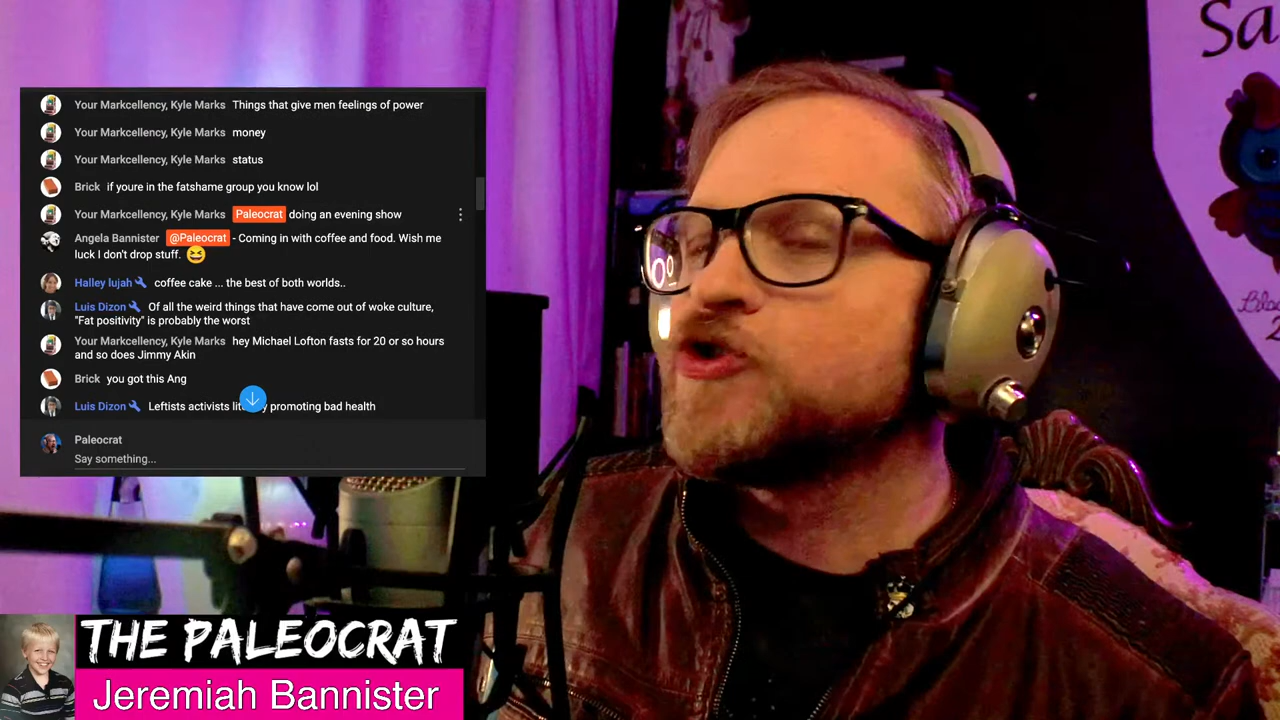 Your Markcellency, Kyle Marks Things that give men feelings of power
Your Markcellency, Kyle Marks money
Your Markcellency, Kyle Marks status
Brick if youre in the fatshame group you know lol
Your Markcellency, Kyle Marks Paleocrat doing an evening show
Angela Bannister @Paleocrat - Coming in with coffee and food. Wish me
luck I don't drop stuff.
Halley lujah coffee cake ... the best of both worlds..
Luis Dizon Of all the weird things that have come out of woke culture,
"Fat positivity" is probably the worst
Your Markcellency, Kyle Marks hey Michael Lofton fasts for 20 or so hours
and so does Jimmy Akin
Brick you got this Ang
Luis Dizon Leftists activists promoting bad health
Paleocrat
Say something...
THE PALEOCRAT
Jeremiah Bannister
Sa